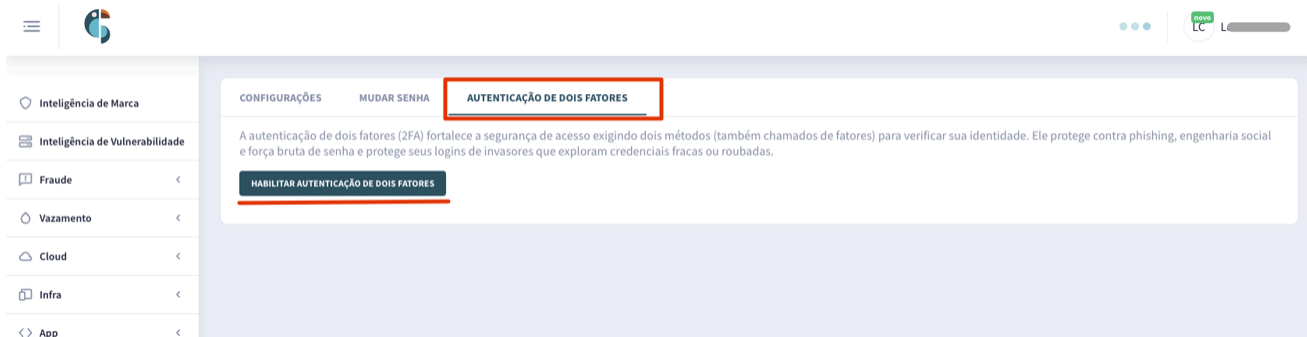 novo
LC
Inteligência de Marca
Inteligência de Vulnerabilidade
Fraude
Vazamento
Cloud
Infra
App
CONFIGURAÇÕES MUDAR SENHA AUTENTICAÇÃO DE DOIS FATORES
A autenticação de dois fatores (2FA) fortalece a segurança de acesso exigindo dois métodos (também chamados de fatores) para verificar sua identidade. Ele protege contra phishing, engenharia social
e força bruta de senha e protege seus logins de invasores que exploram credenciais fracas ou roubadas.
HABILITAR AUTENTICAÇÃO DE DOIS FATORES